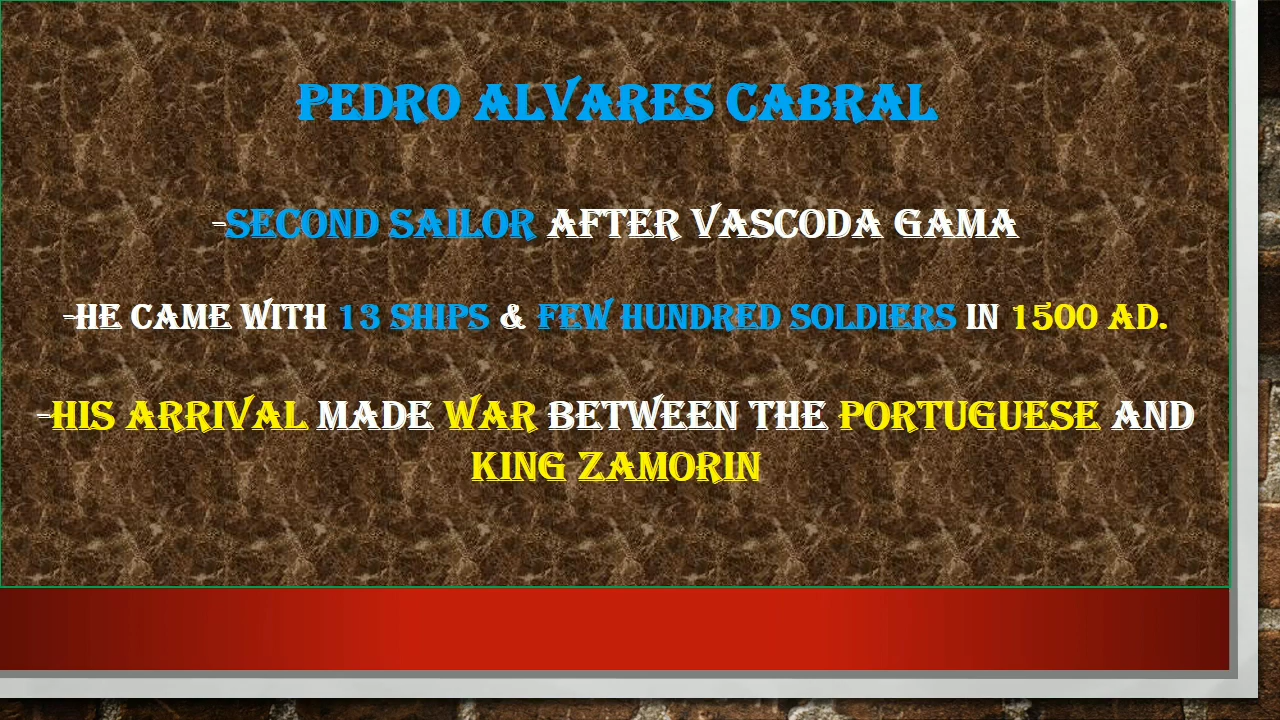 PEDRO ALVARES CABRAL
-SECOND SAILOR AFTER VASCODA GAMA
-HE CAME WITH 13 SHIPS & FEW HUNDRED SOLDIERS IN 1500 AD.
-HIS ARRIVAL MADE WAR BETWEEN THE PORTUGUESE AND
KING ZAMORIN